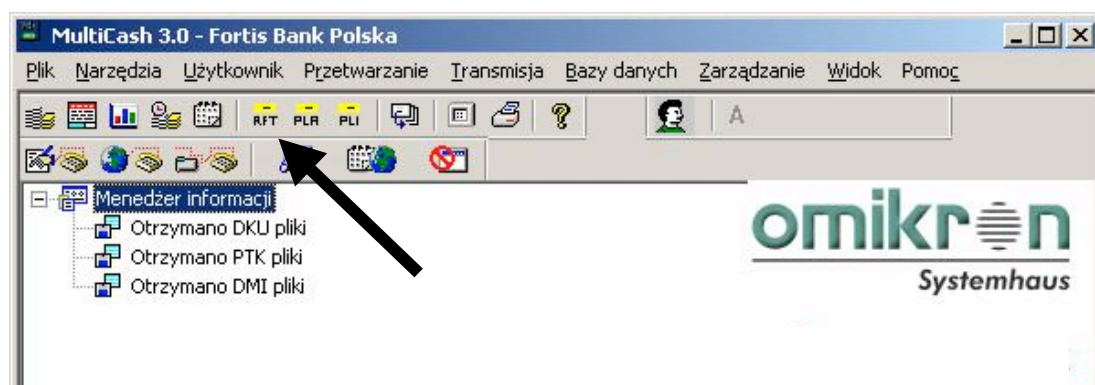 MultiCash 3.0 - Fortis Bank Polska
Plik Narzędzia Użytkownik Przetwarzanie Transmisja Bazy danych Zarządzanie Widok Pomoc
RFT PLA PLI A
Menedżer informacji
Otrzymano DKU pliki
Otrzymano PTK pliki
Otrzymano DMI pliki
omikron
Systemhaus